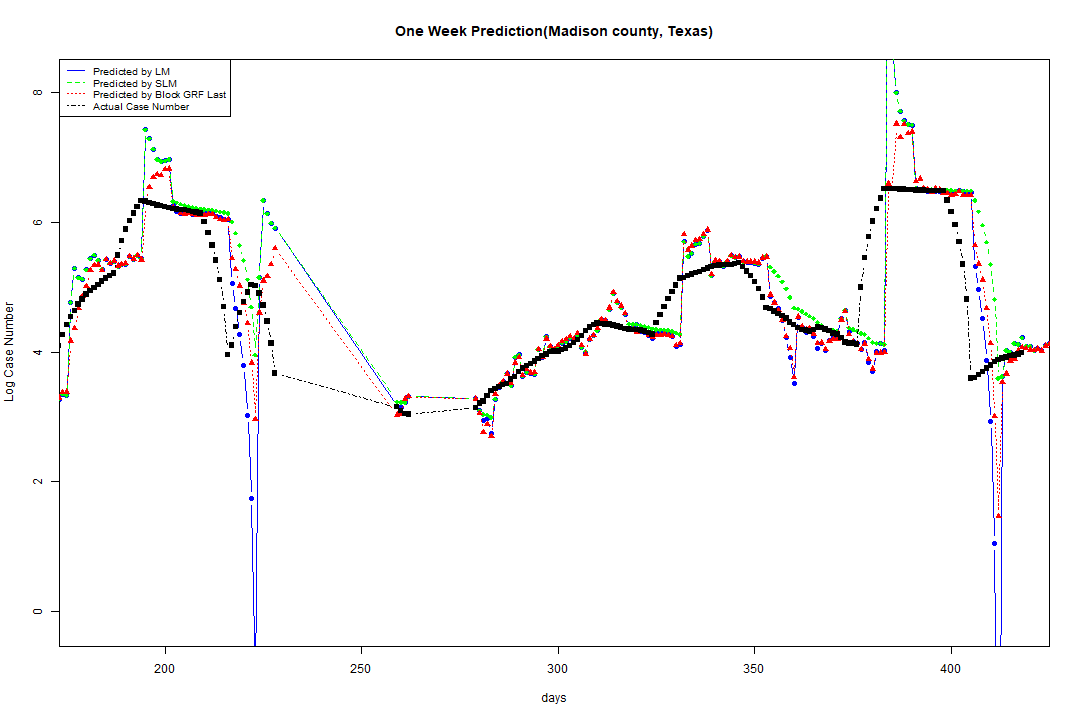 One Week Prediction(Madison county, Texas)
Predicted by LM
Predicted by SLM
Predicted by Block GRF Last
Actual Case Number
8
6
4
2
0
Log Case Number
200 250 300 350 400
days